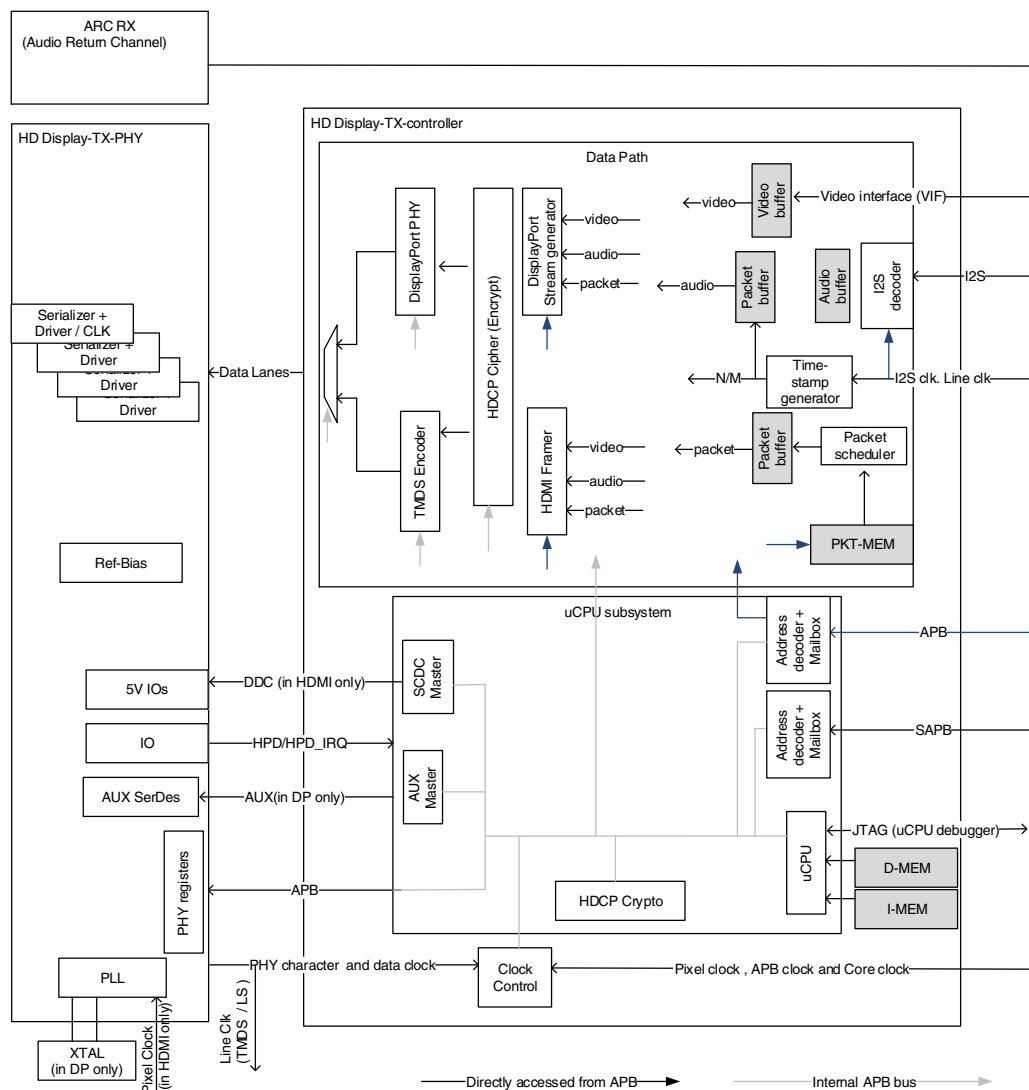 ARC RX
(Audio Return Channel)
HD Display-TX-PHY
HD Display-TX-controller
Data Path
DisplayPort PHY
HDCP Cipher (Encrypt)
DisplayPort
Stream generator
video
audio
packet
video
Video
buffer
Video interface (VIF)
audio
Packet
buffer
Audio
buffer
I2S
decoder
I2S
Serializer +
Driver / CLK
Serializer +
Driver
Serializer +
Driver
Serializer +
Driver
Data Lanes
N/M
Time-
stamp
generator
I2S clk. Line clk
TMDS Encoder
HDMI Framer
video
audio
packet
packet
Packet
buffer
Packet
scheduler
PKT-MEM
Ref-Bias
uCPU subsystem
5V IOs
DDC (in HDMI only)
SCDC
Master
Address
decoder +
Mailbox
APB
IO
HPD/HPD_IRQ
Address
decoder +
Mailbox
SAPB
AUX SerDes
AUX(in DP only)
AUX
Master
JTAG (uCPU debugger)
uCPU
D-MEM
I-MEM
PHY registers
APB
HDCP Crypto
PLL
PHY character and data clock
Clock
Control
Pixel clock , APB clock and Core clock
XTAL
(in DP only)
Pixel Clock
(in HDMI only)
Line Clk
(TMDS / LS )
Directly accessed from APB
Internal APB bus